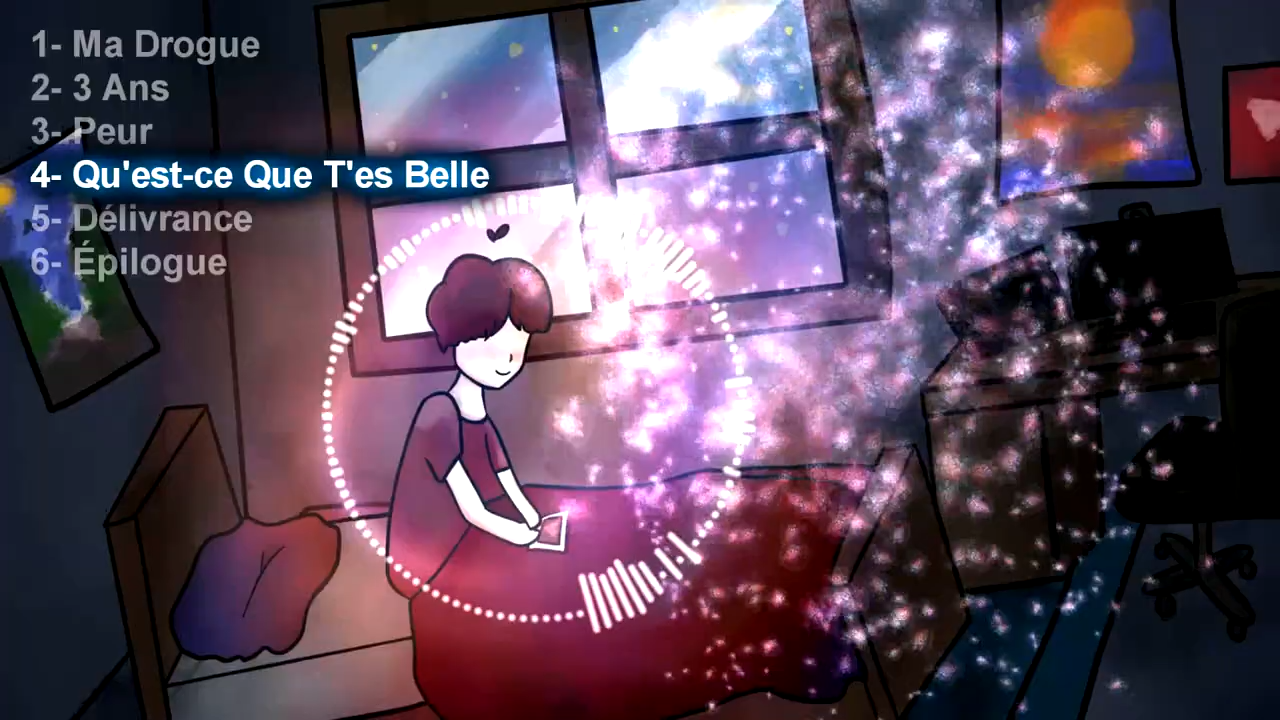 1- Ma Drogue
2- 3 Ans
3- Peur
4- Qu'est-ce Que T'es Belle
5- Délivrance
6- Épilogue